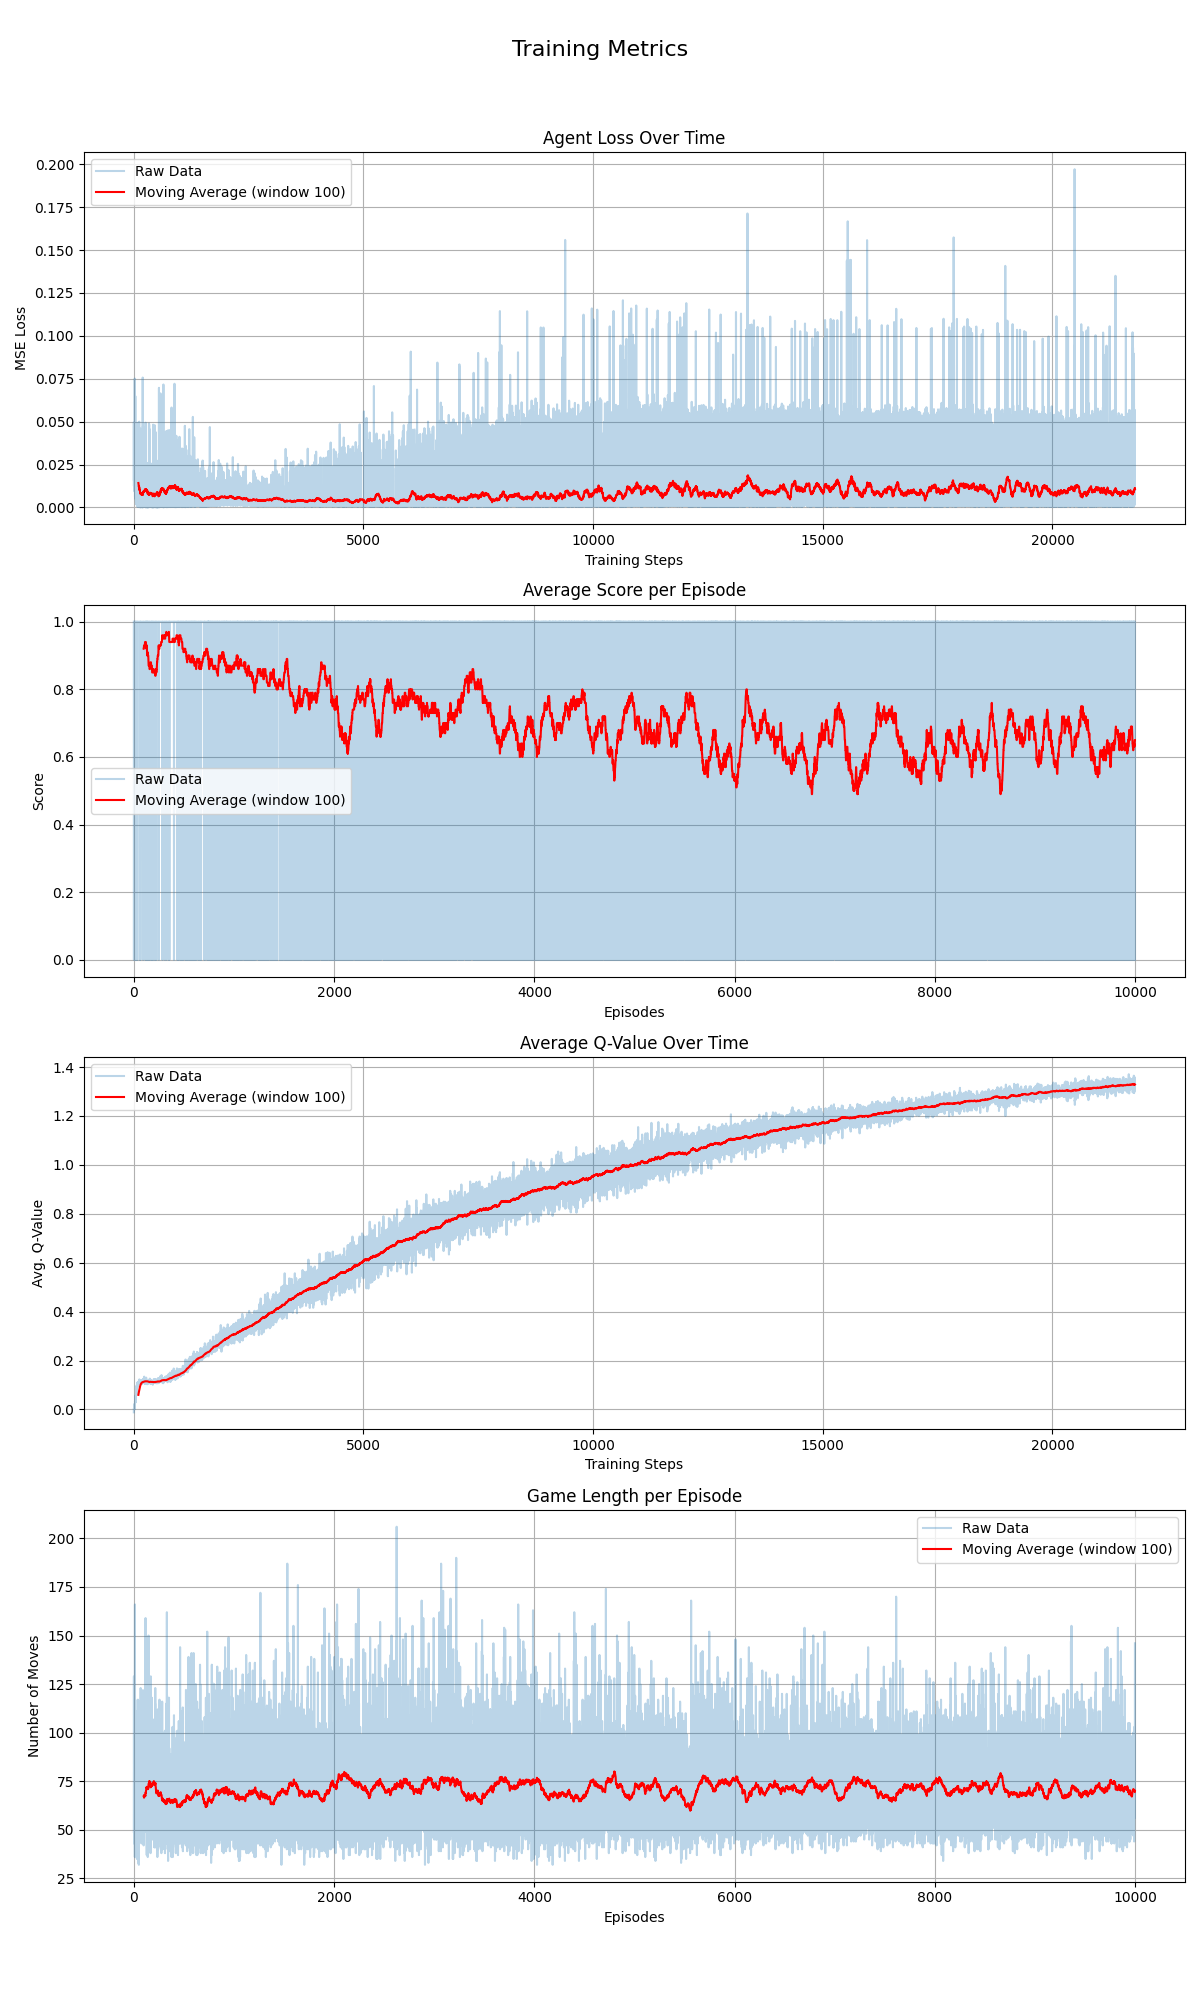 Training Metrics
Agent Loss Over Time
Raw Data
Moving Average (window 100)
MSE Loss
0.200
0.175
0.150
0.125
0.100
0.075
0.050
0.025
0.000
0 5000 10000 15000 20000
Training Steps
Average Score per Episode
Raw Data
Moving Average (window 100)
Score
1.0
0.8
0.6
0.4
0.2
0.0
0 2000 4000 6000 8000 10000
Episodes
Average Q-Value Over Time
Raw Data
Moving Average (window 100)
Avg. Q-Value
1.4
1.2
1.0
0.8
0.6
0.4
0.2
0.0
0 5000 10000 15000 20000
Training Steps
Game Length per Episode
Raw Data
Moving Average (window 100)
Number of Moves
200
175
150
125
100
75
50
25
0 2000 4000 6000 8000 10000
Episodes